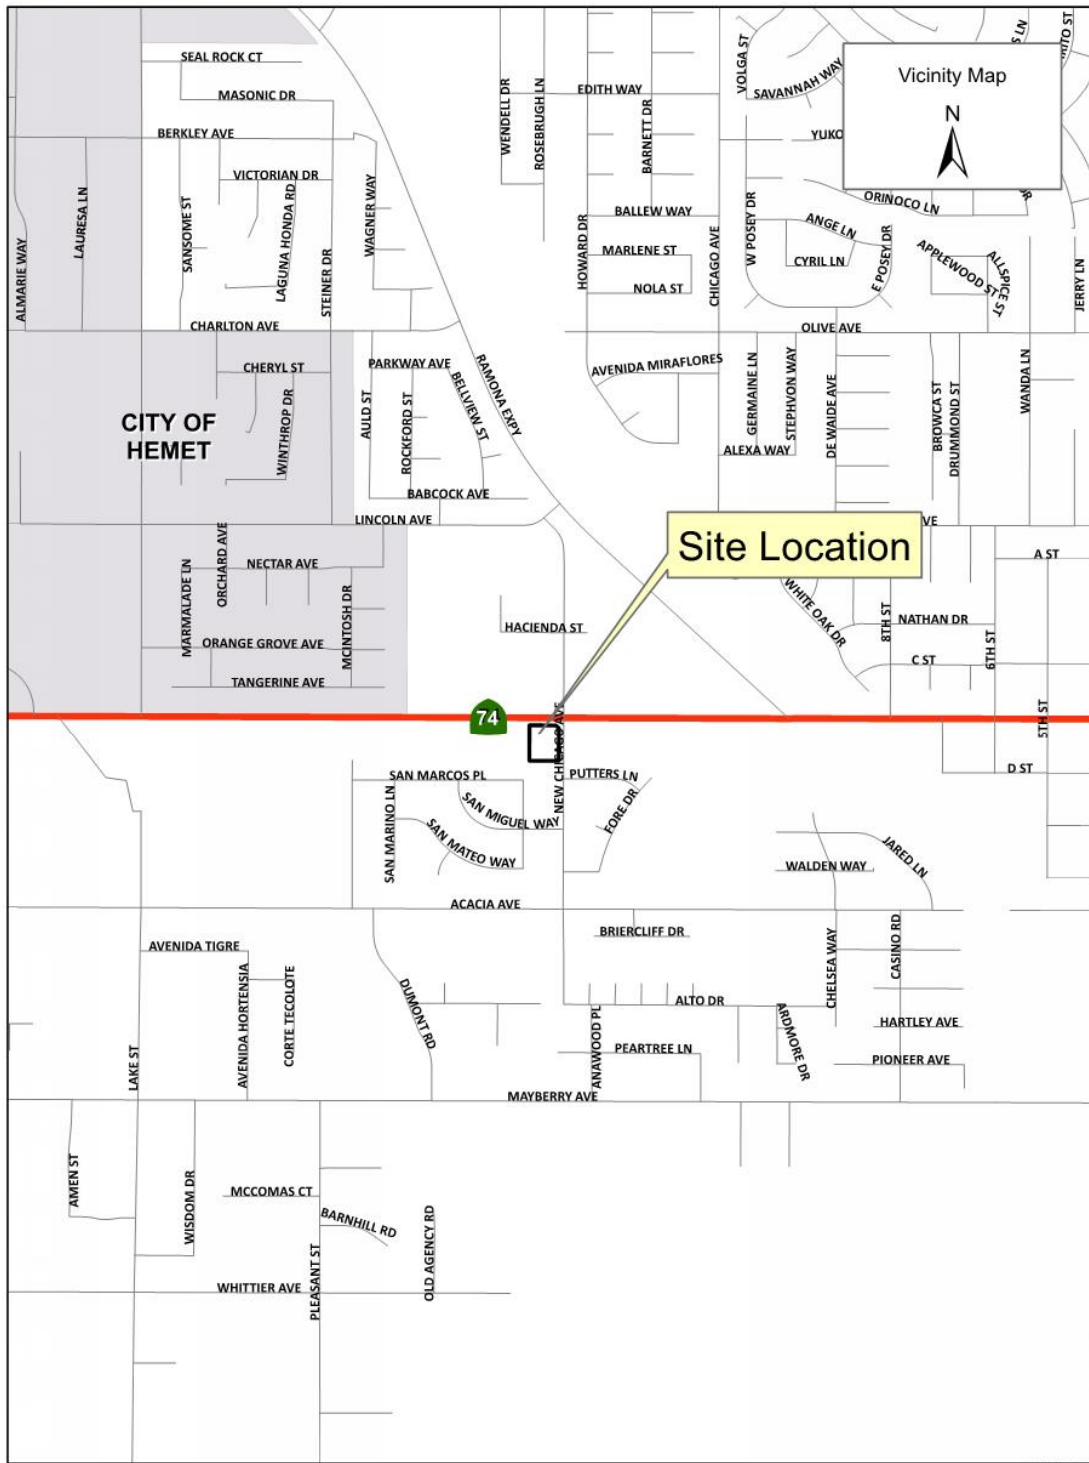 SEAL ROCK CT
MASONIC DR
BERKLEY AVE
VICTORIAN DR
LAURESA LN
SANSOME ST
LAGUNA HONDA RD
STEINER DR
WAGNER WAY
ALMARIE WAY
CHARLTON AVE
WENDELL DR
ROSEBRUGH LN
EDITH WAY
BARNETT DR
VOLGA ST
SAVANNAH WAY
S LN
Vicinity Map
N
YUKO
ORINOCO LN
DR
BALLEW WAY
MARLENE ST
NOLA ST
HOWARD DR
CHICAGO AVE
W POSEY DR
ANGE LN
CYRIL LN
E POSEY DR
APPLEWOOD ST
ALLSPICE ST
JERRY LN
OLIVE AVE
CHERYL ST
WINTHROP DR
CITY OF
HEMET
PARKWAY AVE
AULD ST
ROCKFORD ST
BELLVIEW ST
RAMONA EXPY
BABCOCK AVE
LINCOLN AVE
AVENIDA MIRAFLORES
GERMAINE LN
STEPHVON WAY
DE WAIDE AVE
ALEXA WAY
BROWCA ST
DRUMMOND ST
WANDA LN
VE
Site Location
MARMALADE LN
ORCHARD AVE
NECTAR AVE
MCINTOSH DR
ORANGE GROVE AVE
TANGERINE AVE
HACIENDA ST
WHITE OAK DR
8TH ST
NATHAN DR
C ST
6TH ST
A ST
5TH ST
74
NEW CHICAGO AVE
D ST
SAN MARCOS PL
SAN MARINO LN
SAN MIGUEL WAY
SAN MATEO WAY
PUTTERS LN
FORE DR
WALDEN WAY
JARED LN
ACACIA AVE
AVENIDA TIGRE
AVENIDA HORTENSIA
CORTE TECOLOTE
LAKE ST
DUMONT RD
BRIERCLIFF DR
CHELSEA WAY
CASINO RD
ALTO DR
ANAWOOD PL
ARDMORE DR
HARTLEY AVE
PEARTREE LN
PIONEER AVE
MAYBERRY AVE
AMEN ST
WISDOM DR
MCCOMAS CT
BARNHILL RD
PLEASANT ST
OLD AGENCY RD
WHITTIER AVE